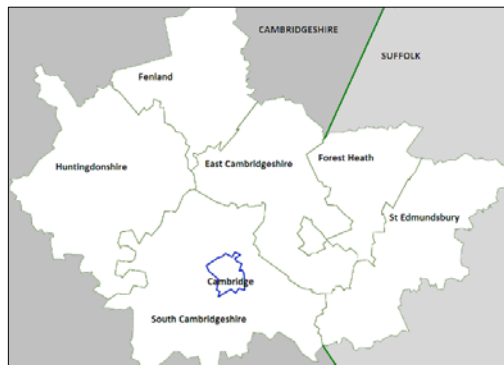 CAMBRIDGESHIRE
SUFFOLK
Fenland
Huntingdonshire
East Cambridgeshire
Forest Heath
St Edmundsbury
Cambridge
South Cambridgeshire